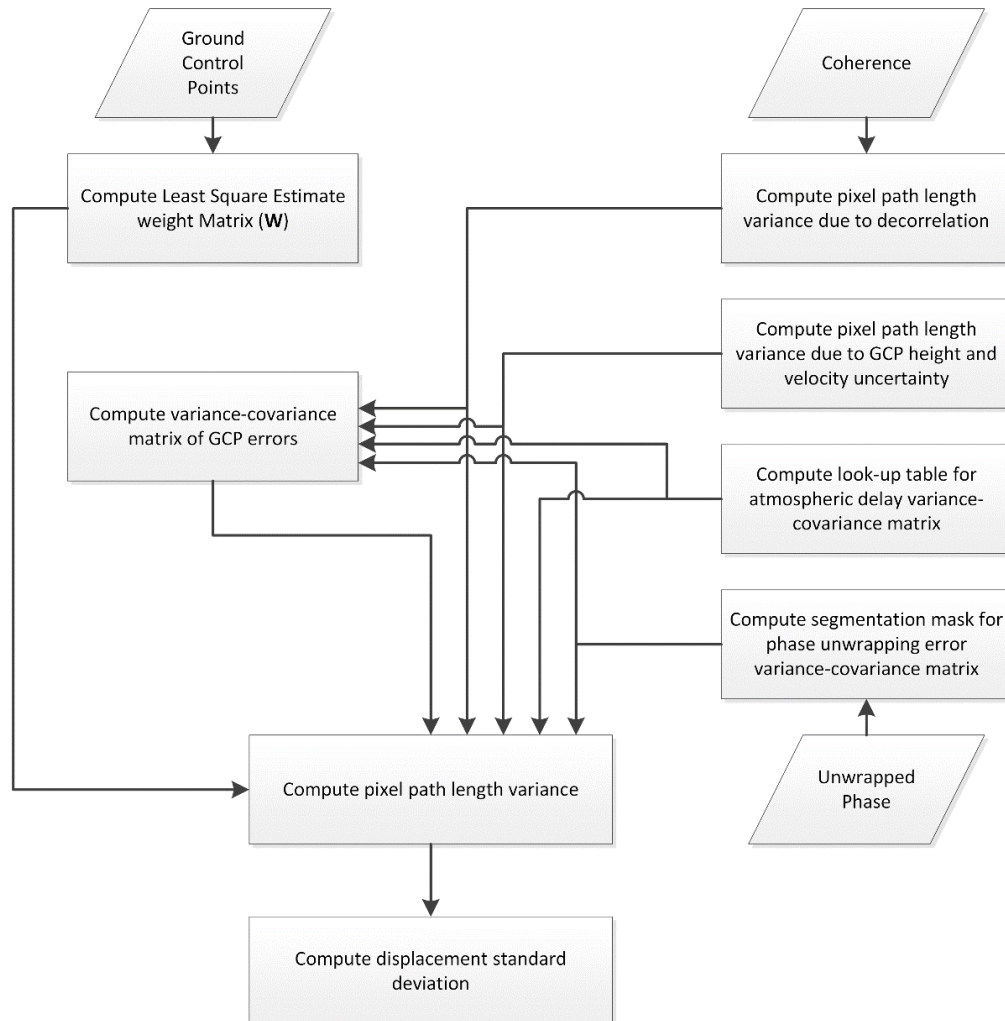 Ground
Control
Points
Coherence
Compute Least Square Estimate
weight Matrix (W)
Compute pixel path length
variance due to decorrelation
Compute pixel path length
variance due to GCP height and
velocity uncertainty
Compute variance-covariance
matrix of GCP errors
Compute look-up table for
atmospheric delay variance-
covariance matrix
Compute segmentation mask for
phase unwrapping error
variance-covariance matrix
Compute pixel path length variance
Unwrapped
Phase
Compute displacement standard
deviation